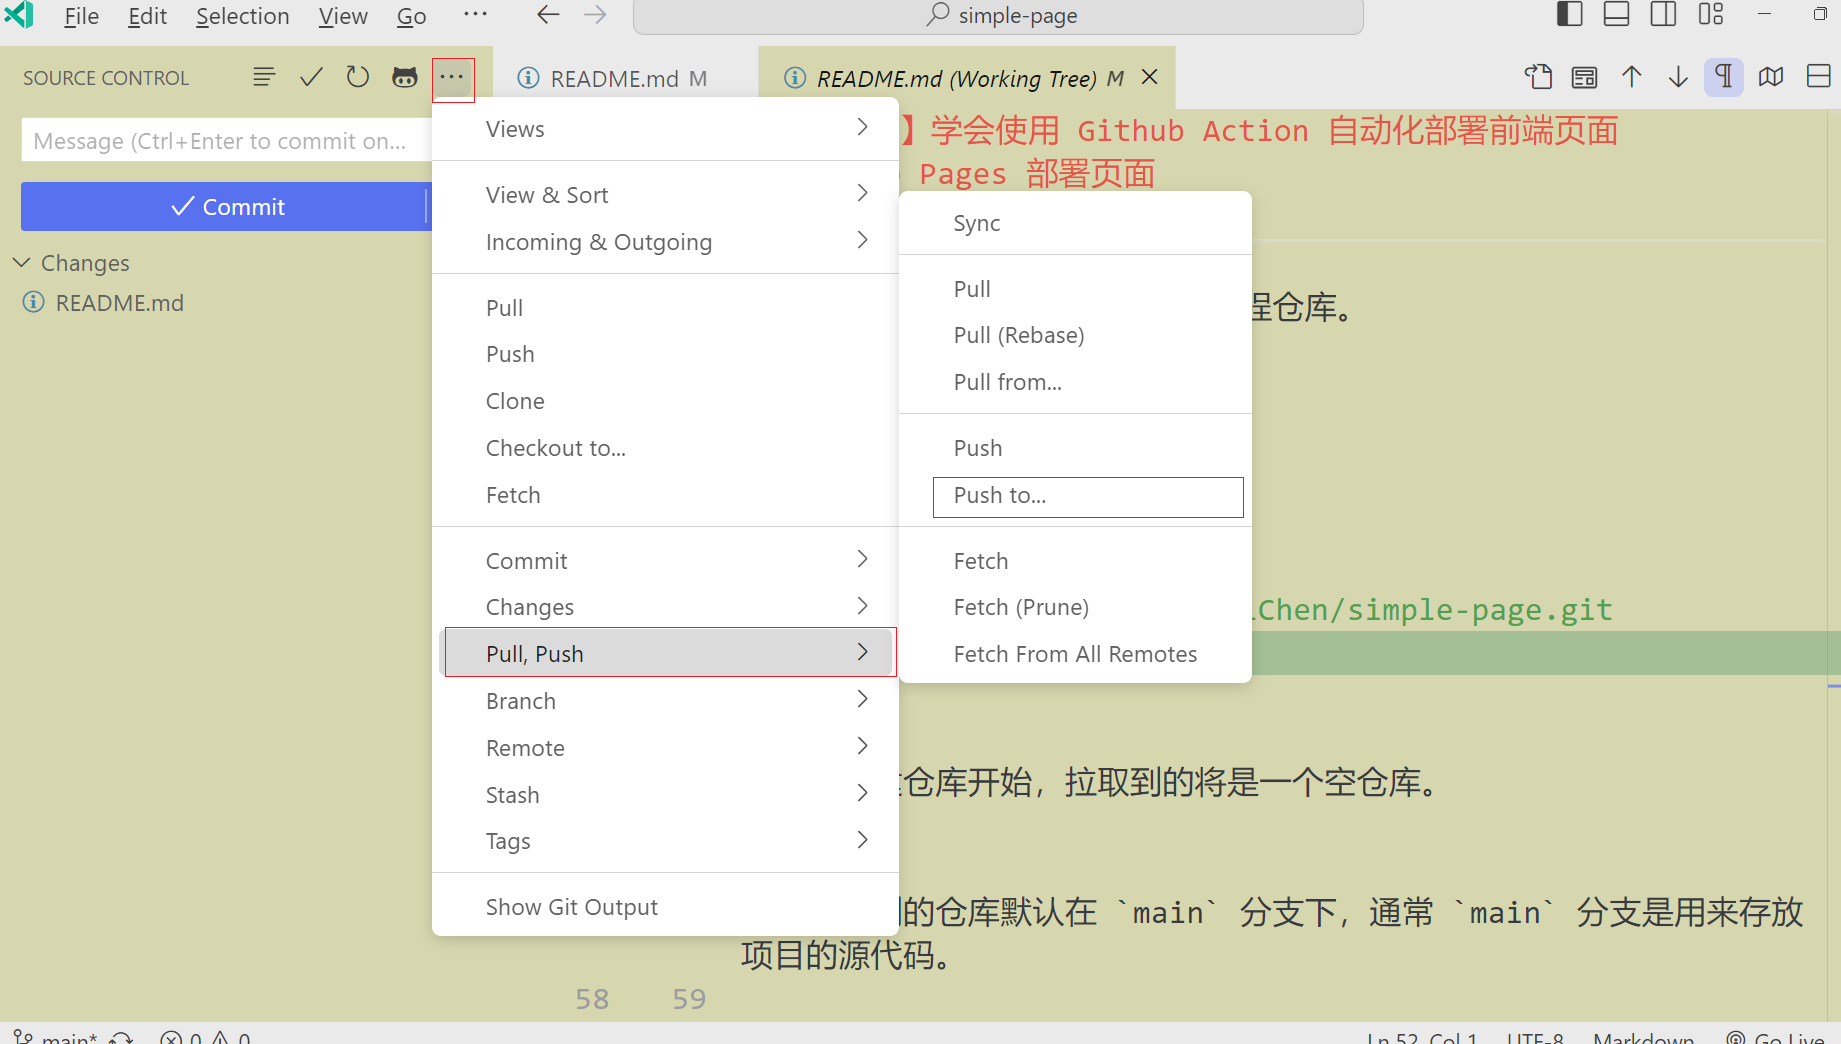 File Edit Selection View Go ··· simple-page
SOURCE CONTROL
README.md M
README.md (Working Tree) M
Message (Ctrl+Enter to commit on...
Commit
Changes
README.md
Views
View & Sort
Incoming & Outgoing
Pull
Push
Clone
Checkout to...
Fetch
Commit
Changes
Pull, Push
Branch
Remote
Stash
Tags
Show Git Output
Sync
Pull
Pull (Rebase)
Pull from...
Push
Push to...
Fetch
Fetch (Prune)
Fetch From All Remotes
】学会使用 Github Action 自动化部署前端页面
Pages 部署页面
程仓库。
Chen/simple-page.git
仓库开始，拉取到的将是一个空仓库。
的仓库默认在 `main` 分支下，通常 `main` 分支是用来存放
项目的源代码。
58 59
main* 0 0 Ln 52, Col 1 UTF-8 Markdown Go Live